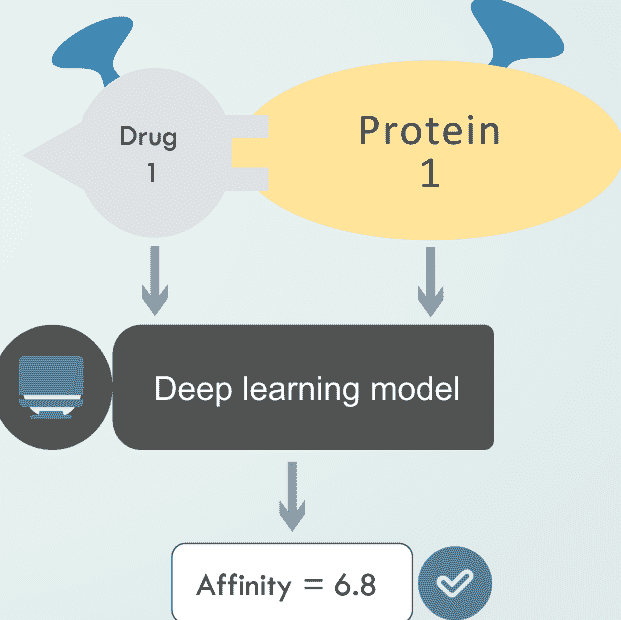 Drug
1
Protein
1
Deep learning model
Affinity = 6.8